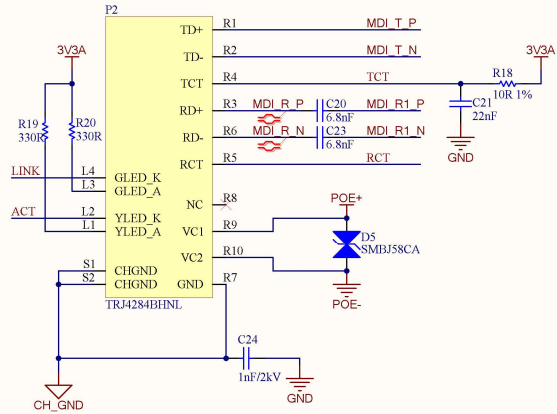 P2
3V3A
R19
330R
R20
330R
LINK
ACT
L4
L3
L2
L1
S1
S2
GLED_K
GLED_A
YLED_K
YLED_A
CHGND
CHGND
TD+
TD-
TCT
RD+
RD-
RCT
NC
VC1
VC2
GND
TRJ4284BHNL
R1
R2
R4
R3
R6
R5
R8
R9
R10
R7
MDI_T_P
MDI_T_N
TCT
3V3A
R18
10R 1%
C21
22nF
GND
MDI_R_P
C20
6.8nF
MDI_R1_P
MDI_R_N
C23
6.8nF
MDI_R1_N
RCT
POE+
D5
SMBJ58CA
POE-
C24
1nF/2kV
GND
CH_GND